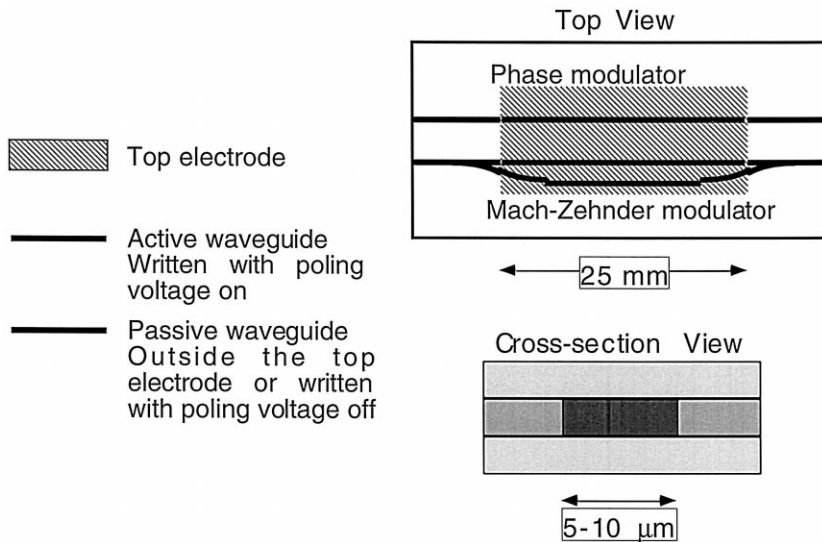 Top View
Phase modulator
Mach-Zehnder modulator
25 mm
Top electrode
Active waveguide
Written with poling
voltage on
Passive waveguide
Outside the top
electrode or written
with poling voltage off
Cross-section View
5-10 μm